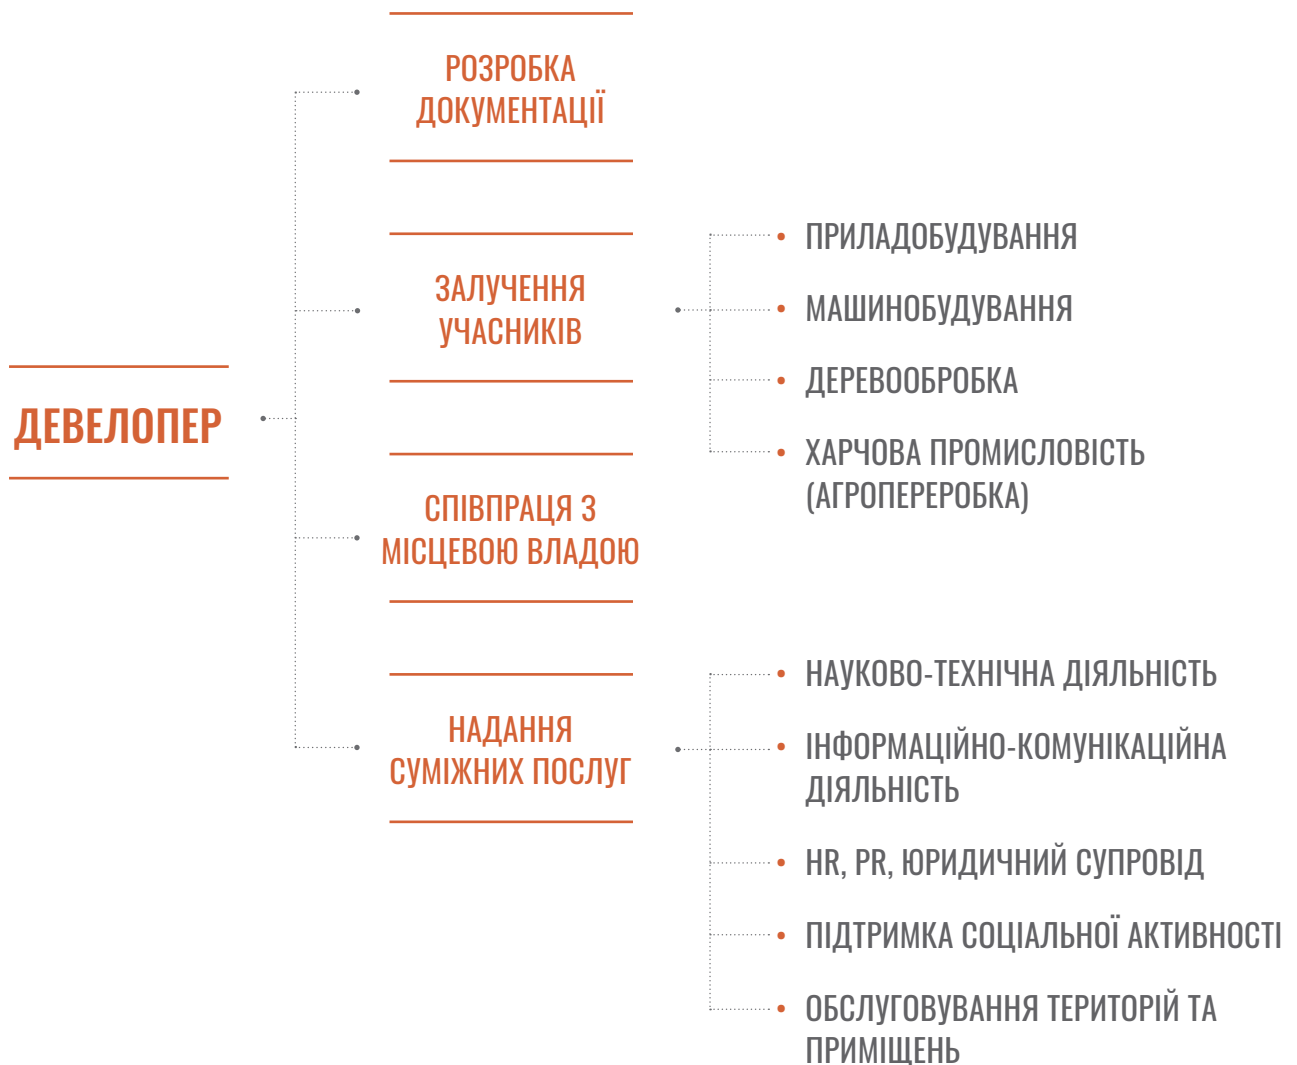 РОЗРОБКА
ДОКУМЕНТАЦІЇ
ЗАЛУЧЕННЯ
УЧАСНИКІВ
ПРИЛАДОБУДУВАННЯ
МАШИНОБУДУВАННЯ
ДЕРЕВООБРОБКА
ХАРЧОВА ПРОМИСЛОВІСТЬ
(АГРОПЕРЕРОБКА)
ДЕВЕЛОПЕР
СПІВПРАЦЯ З
МІСЦЕВОЮ ВЛАДОЮ
НАДАННЯ
СУМІЖНИХ ПОСЛУГ
НАУКОВО-ТЕХНІЧНА ДІЯЛЬНІСТЬ
ІНФОРМАЦІЙНО-КОМУНІКАЦІЙНА
ДІЯЛЬНІСТЬ
HR, PR, ЮРИДИЧНИЙ СУПРОВІД
ПІДТРИМКА СОЦІАЛЬНОЇ АКТИВНОСТІ
ОБСЛУГОВУВАННЯ ТЕРИТОРІЙ ТА
ПРИМІЩЕНЬ